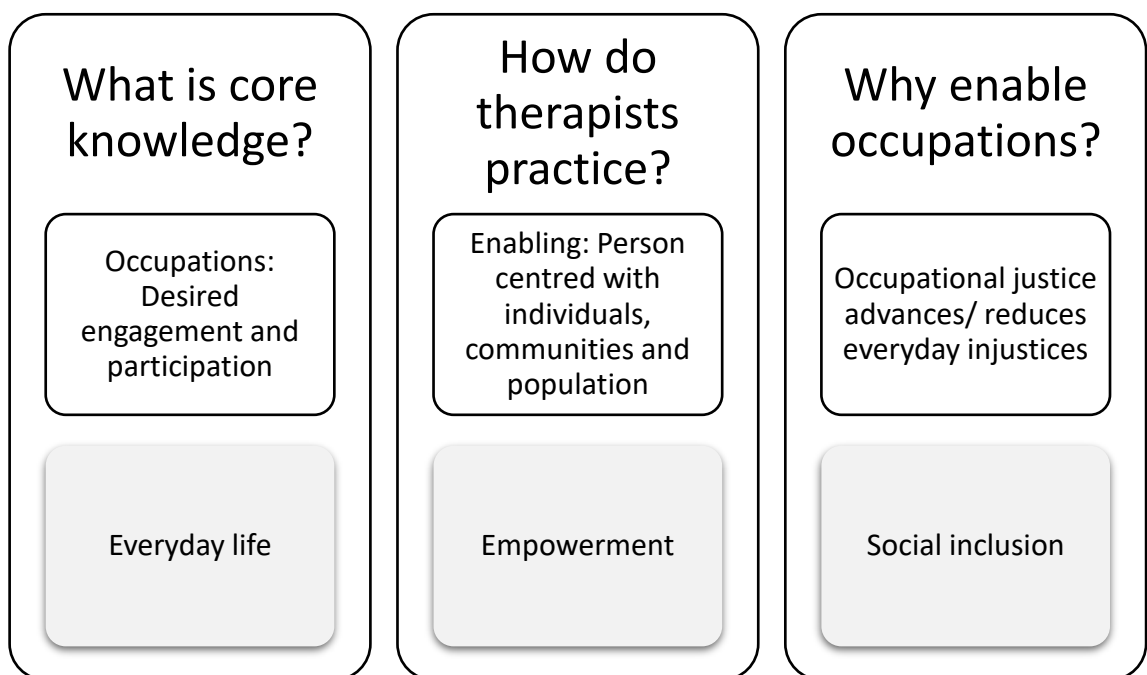 What is core
knowledge?
Occupations:
Desired
engagement and
participation
Everyday life
How do
therapists
practice?
Enabling: Person
centred with
individuals,
communities and
population
Empowerment
Why enable
occupations?
Occupational justice
advances/ reduces
everyday injustices
Social inclusion